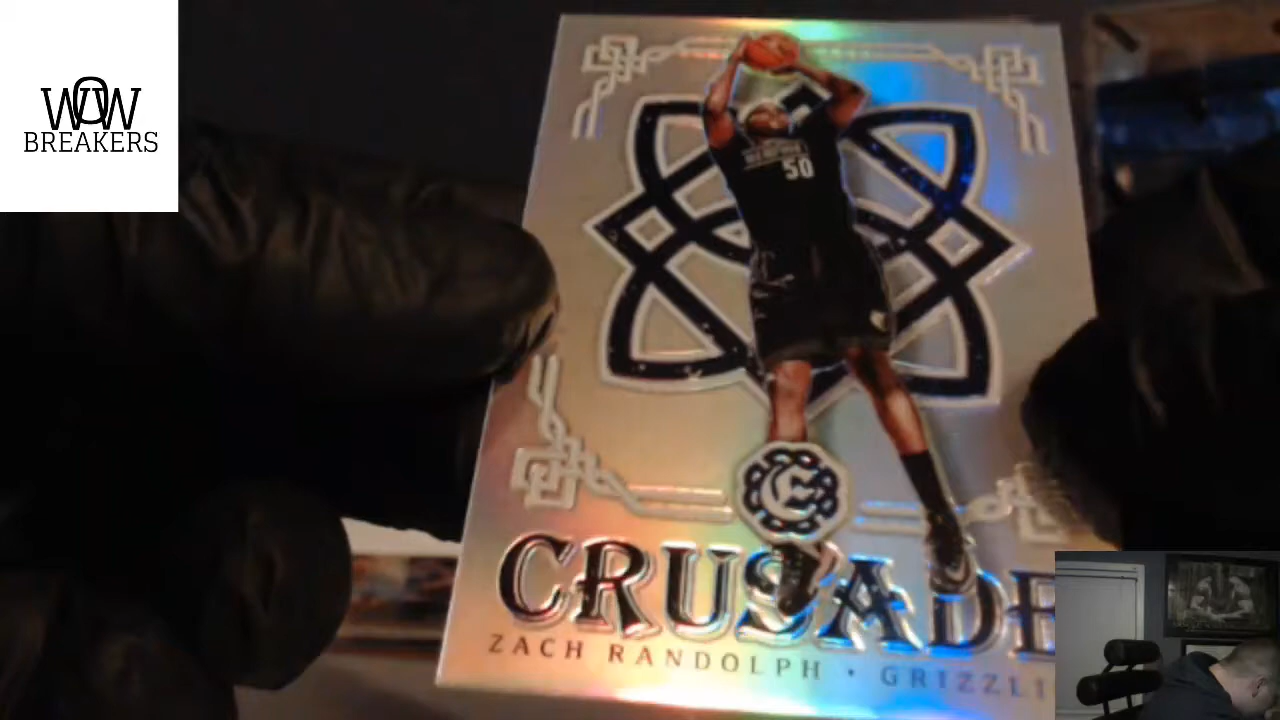 WOW
BREAKERS
50
CRUSADE
ZACH RANDOLPH · GRIZZLI